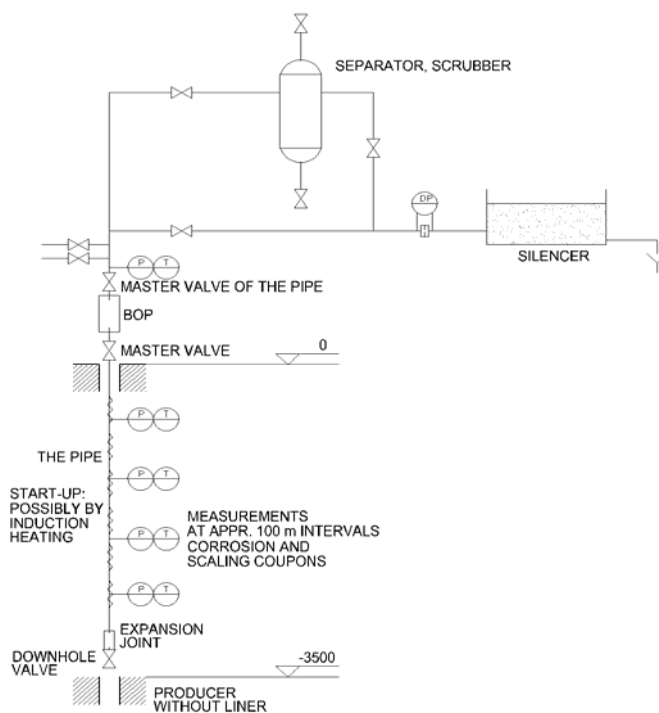 SEPARATOR, SCRUBBER
DP
SILENCER
P T
MASTER VALVE OF THE PIPE
BOP
MASTER VALVE
0
P T
THE PIPE
P T
START-UP:
POSSIBLY BY
INDUCTION
HEATING
MEASUREMENTS
P T
AT APPR. 100 m INTERVALS
CORROSION AND
SCALING COUPONS
P T
EXPANSION
JOINT
DOWNHOLE
VALVE
-3500
PRODUCER
WITHOUT LINER